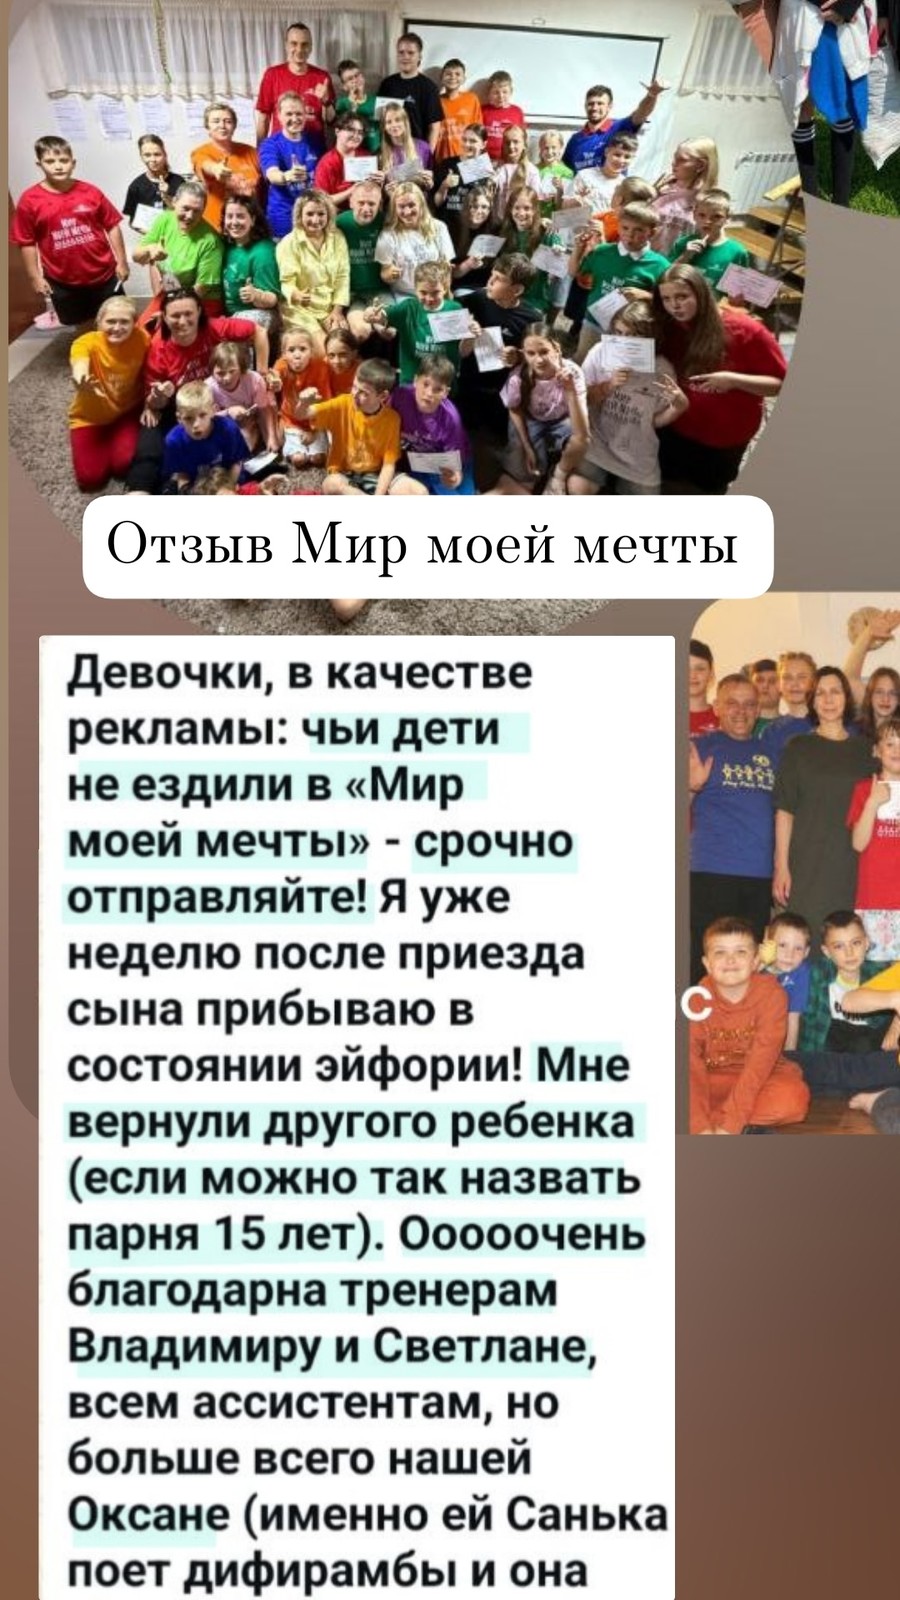 Отзыв Мир моей мечты
Девочки, в качестве
рекламы: чьи дети
не ездили в «Мир
моей мечты» - срочно
отправляйте! Я уже
неделю после приезда
сына прибываю в
состоянии эйфории! Мне
вернули другого ребенка
(если можно так назвать
парня 15 лет). Ооооочень
благодарна тренерам
Владимиру и Светлане,
всем ассистентам, но
больше всего нашей
Оксане (именно ей Санька
поет дифирамбы и она
с